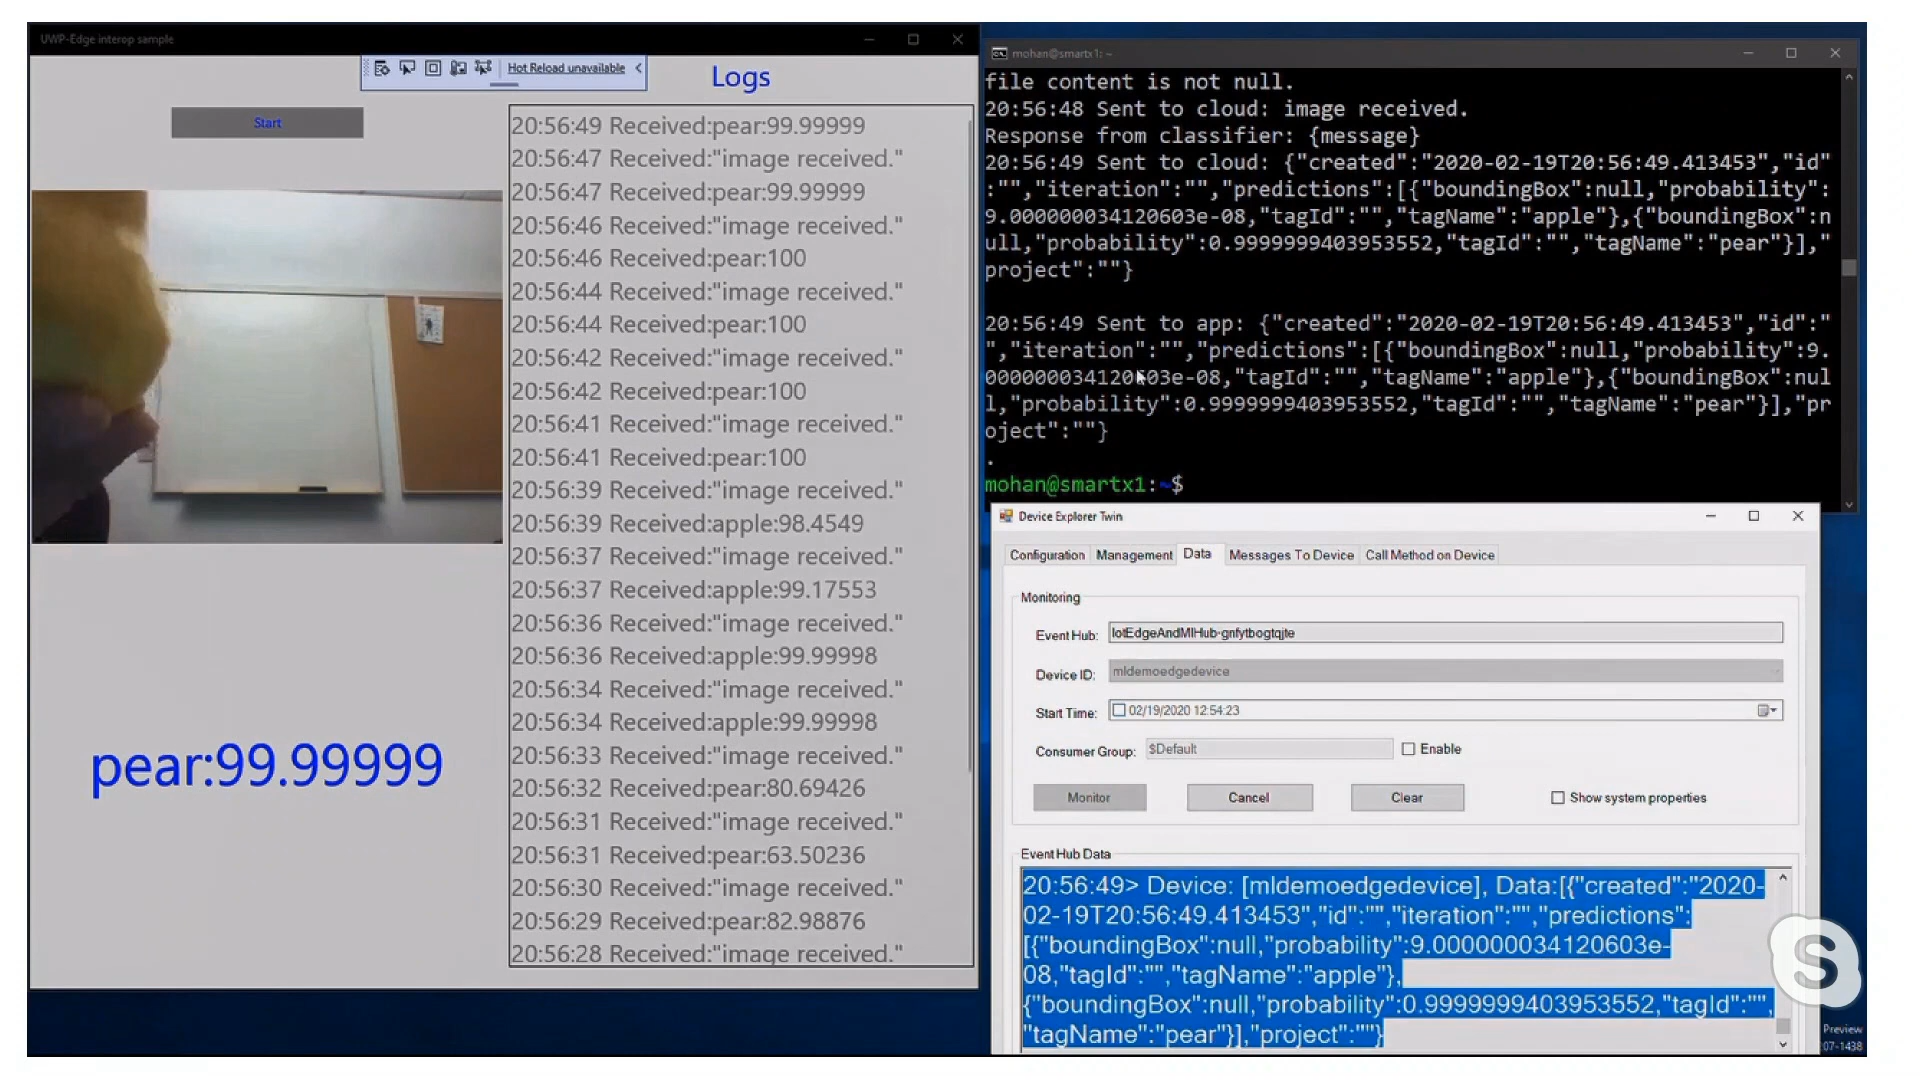 UWP-Edge interop sample
Hot Reload unavailable
Logs
Start
20:56:49 Received:pear:99.99999
20:56:47 Received:"image received."
20:56:47 Received:pear:99.99999
20:56:46 Received:"image received."
20:56:46 Received:pear:100
20:56:44 Received:"image received."
20:56:44 Received:pear:100
20:56:42 Received:"image received."
20:56:42 Received:pear:100
20:56:41 Received:"image received."
20:56:41 Received:pear:100
20:56:39 Received:"image received."
20:56:39 Received:apple:98.4549
20:56:37 Received:"image received."
20:56:37 Received:apple:99.17553
20:56:36 Received:"image received."
20:56:36 Received:apple:99.99998
20:56:34 Received:"image received."
20:56:34 Received:apple:99.99998
20:56:33 Received:"image received."
20:56:32 Received:pear:80.69426
20:56:31 Received:"image received."
20:56:31 Received:pear:63.50236
20:56:30 Received:"image received."
20:56:29 Received:pear:82.98876
20:56:28 Received:"image received."
pear:99.99999
mohan@smartx1: ~
file content is not null.
20:56:48 Sent to cloud: image received.
Response from classifier: {message}
20:56:49 Sent to cloud: {"created":"2020-02-19T20:56:49.413453","id"
:"","iteration":"","predictions":[{"boundingBox":null,"probability":
9.000000034120603e-08,"tagId":"","tagName":"apple"},{"boundingBox":n
ull,"probability":0.9999999403953552,"tagId":"","tagName":"pear"}],"
project":""}
20:56:49 Sent to app: {"created":"2020-02-19T20:56:49.413453","id":"
","iteration":"","predictions":[{"boundingBox":null,"probability":9.
000000034120603e-08,"tagId":"","tagName":"apple"},{"boundingBox":nul
l,"probability":0.9999999403953552,"tagId":"","tagName":"pear"}],"pr
oject":""}
.
mohan@smartx1:~$
Device Explorer Twin
Configuration Management Data Messages To Device Call Method on Device
Monitoring
Event Hub: IotEdgeAndMlHub-gnfytbogtqjte
Device ID: mldemoedgedevice
Start Time: 02/19/2020 12:54:23
Consumer Group: $Default Enable
Monitor Cancel Clear Show system properties
Event Hub Data
20:56:49> Device: [mldemoedgedevice], Data:[{"created":"2020-
02-19T20:56:49.413453","id":"","iteration":"","predictions":
[{"boundingBox":null,"probability":9.000000034120603e-
08,"tagId":"","tagName":"apple"},
{"boundingBox":null,"probability":0.9999999403953552,"tagId":"",
"tagName":"pear"}],"project":""}
Preview
07-1438